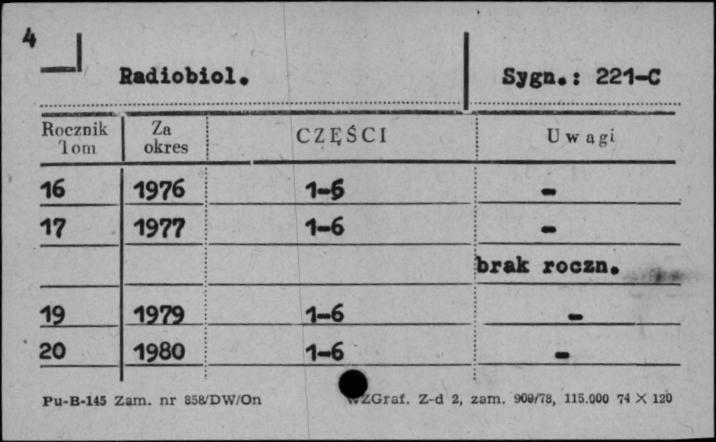 4
Radiobiol. Sygn.: 221-C
Rocznik Tom Za okres CZĘŚCI Uwagi
16 1976 1-6 -
17 1977 1-6 -
brak roczn.
19 1979 1-6 -
20 1980 1-6 -
Pu-B-145 Zam. nr 858/DW/On WZGraf. Z-d 2, zam. 909/78, 115.000 74 X 120